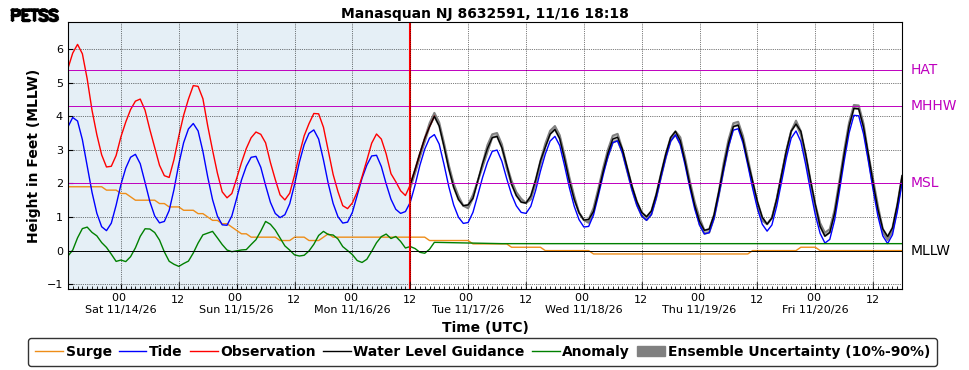 PETSS
Manasquan NJ 8632591, 11/16 18:18
Height in Feet (MLLW)
6
5
4
3
2
1
0
−1
HAT
MHHW
MSL
MLLW
00 12 00 12 00 12 00 12 00 12 00 12 00 12
Sat 11/14/26 Sun 11/15/26 Mon 11/16/26 Tue 11/17/26 Wed 11/18/26 Thu 11/19/26 Fri 11/20/26
Time (UTC)
Surge Tide Observation Water Level Guidance Anomaly Ensemble Uncertainty (10%-90%)